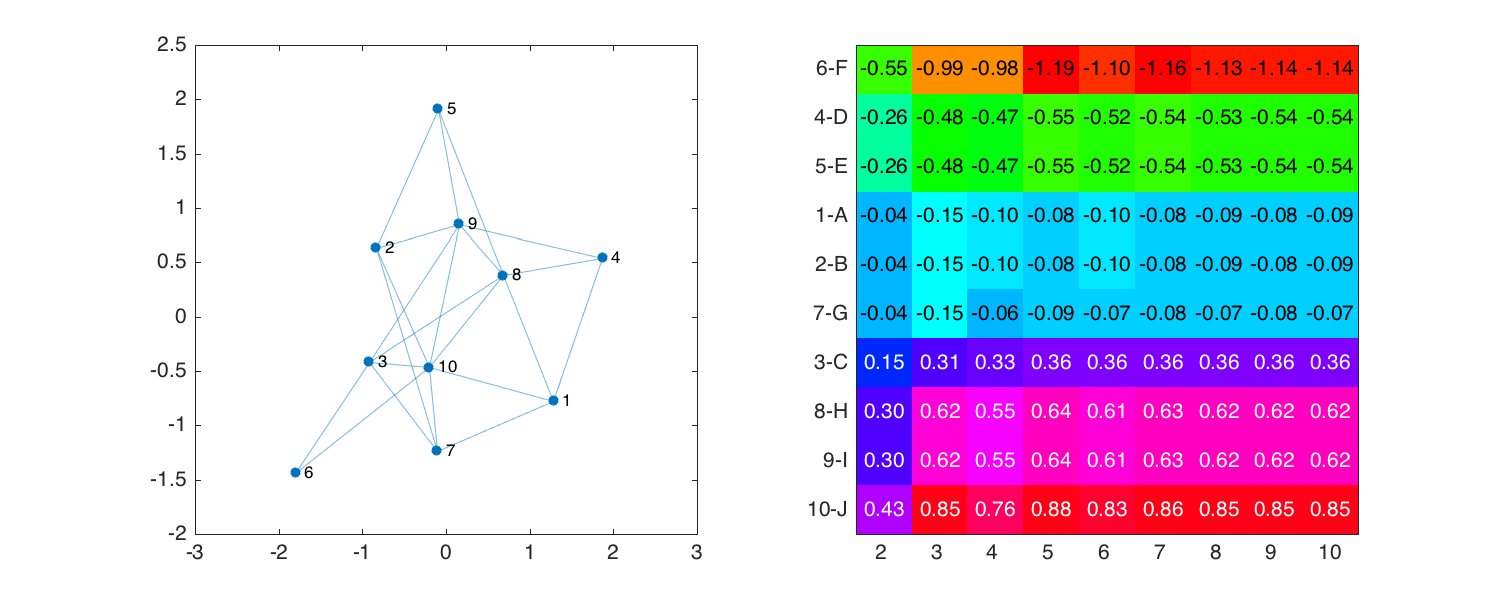 2.5
2
1.5
1
0.5
0
-0.5
-1
-1.5
-2
-3 -2 -1 0 1 2 3
5
9
2
4
8
3
10
1
7
6
6-F -0.55 -0.99 -0.98 -1.19 -1.10 -1.16 -1.13 -1.14 -1.14
4-D -0.26 -0.48 -0.47 -0.55 -0.52 -0.54 -0.53 -0.54 -0.54
5-E -0.26 -0.48 -0.47 -0.55 -0.52 -0.54 -0.53 -0.54 -0.54
1-A -0.04 -0.15 -0.10 -0.08 -0.10 -0.08 -0.09 -0.08 -0.09
2-B -0.04 -0.15 -0.10 -0.08 -0.10 -0.08 -0.09 -0.08 -0.09
7-G -0.04 -0.15 -0.06 -0.09 -0.07 -0.08 -0.07 -0.08 -0.07
3-C 0.15 0.31 0.33 0.36 0.36 0.36 0.36 0.36 0.36
8-H 0.30 0.62 0.55 0.64 0.61 0.63 0.62 0.62 0.62
9-I 0.30 0.62 0.55 0.64 0.61 0.63 0.62 0.62 0.62
10-J 0.43 0.85 0.76 0.88 0.83 0.86 0.85 0.85 0.85
2 3 4 5 6 7 8 9 10